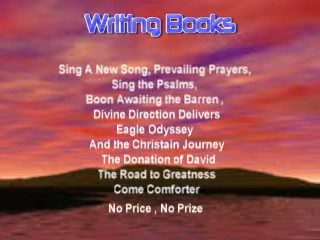 Writing Books
Sing A New Song, Prevailing Prayers,
Sing the Psalms,
Boon Awaiting the Barren ,
Divine Direction Delivers
Eagle Odyssey
And the Christain Journey
The Donation of David
The Road to Greatness
Come Comforter
No Price , No Prize